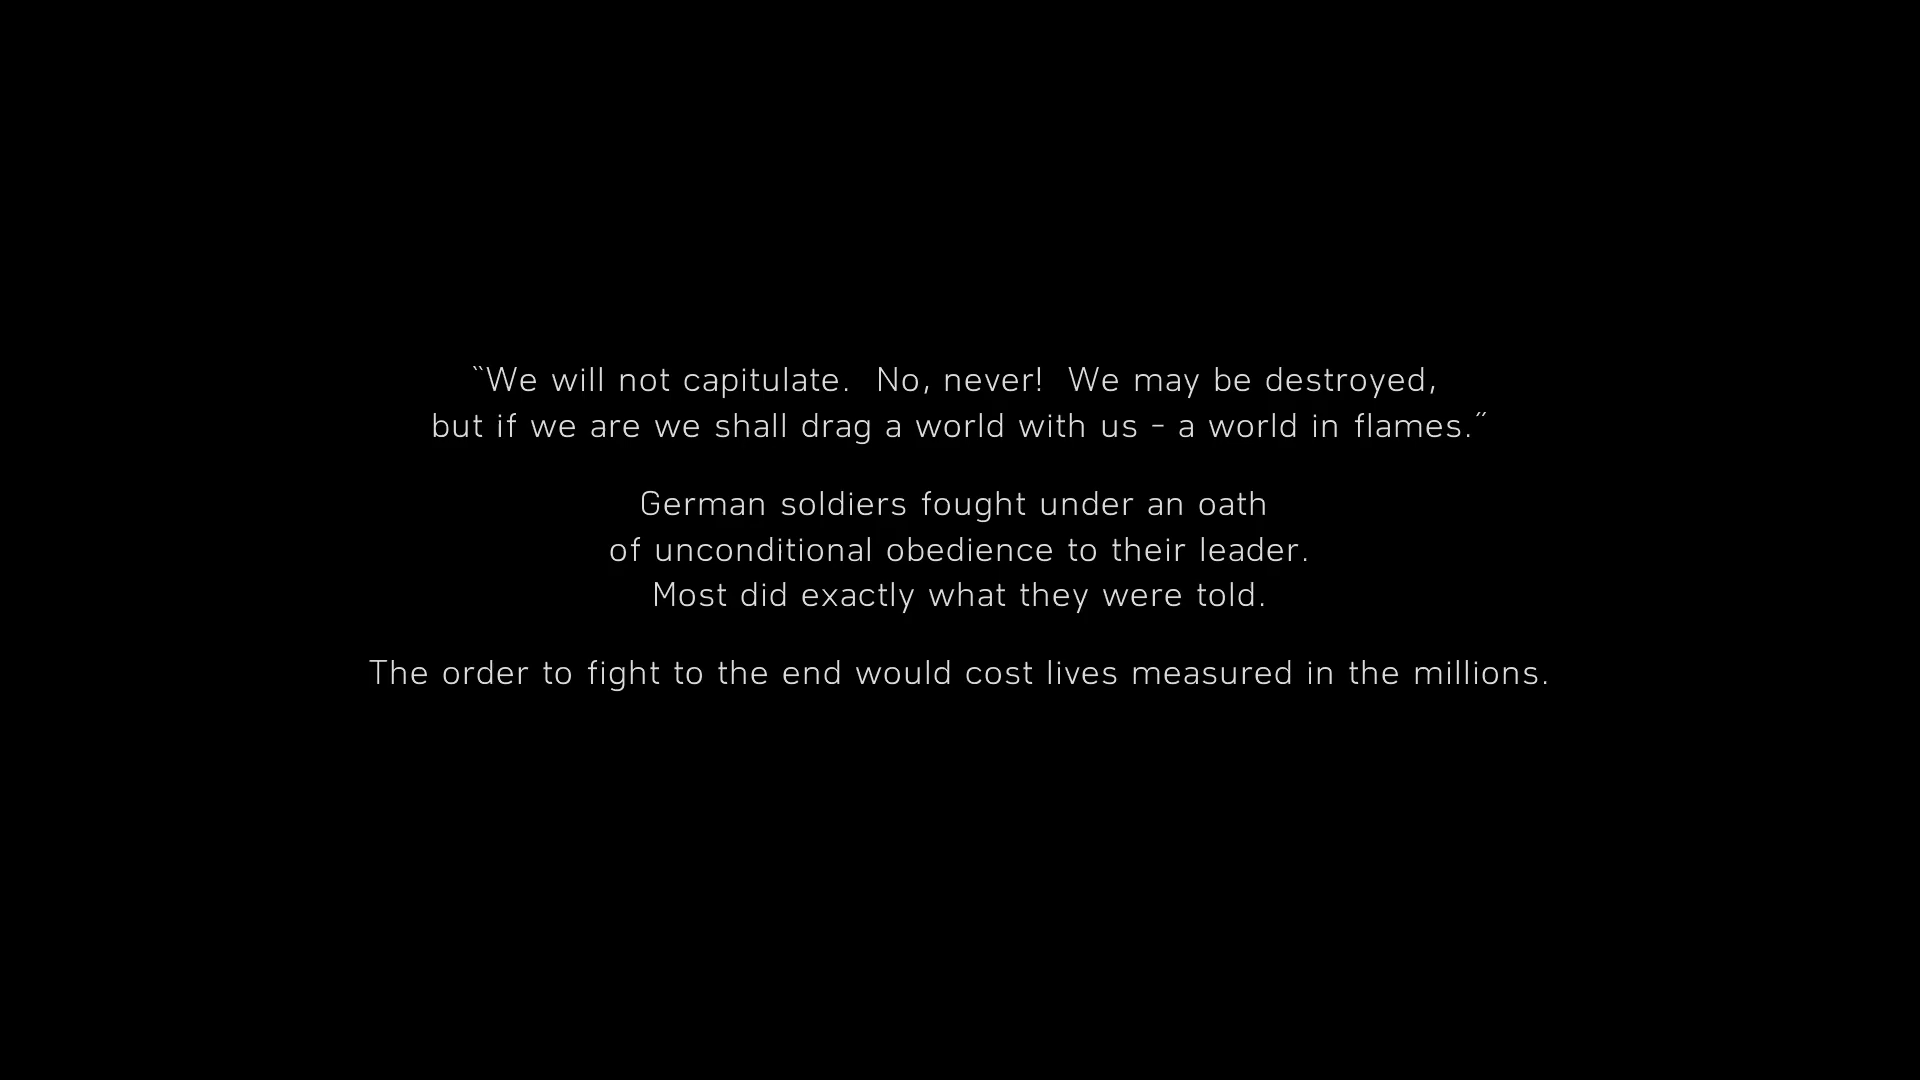 “We will not capitulate.  No, never!  We may be destroyed,
but if we are we shall drag a world with us - a world in flames.”
German soldiers fought under an oath
of unconditional obedience to their leader.
Most did exactly what they were told.
The order to fight to the end would cost lives measured in the millions.